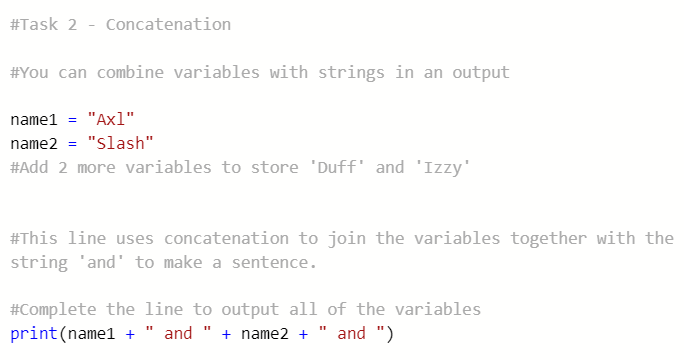 #Task 2 - Concatenation
#You can combine variables with strings in an output
name1 = "Axl"
name2 = "Slash"
#Add 2 more variables to store 'Duff' and 'Izzy'
#This line uses concatenation to join the variables together with the
string 'and' to make a sentence.
#Complete the line to output all of the variables
print(name1 + " and " + name2 + " and ")